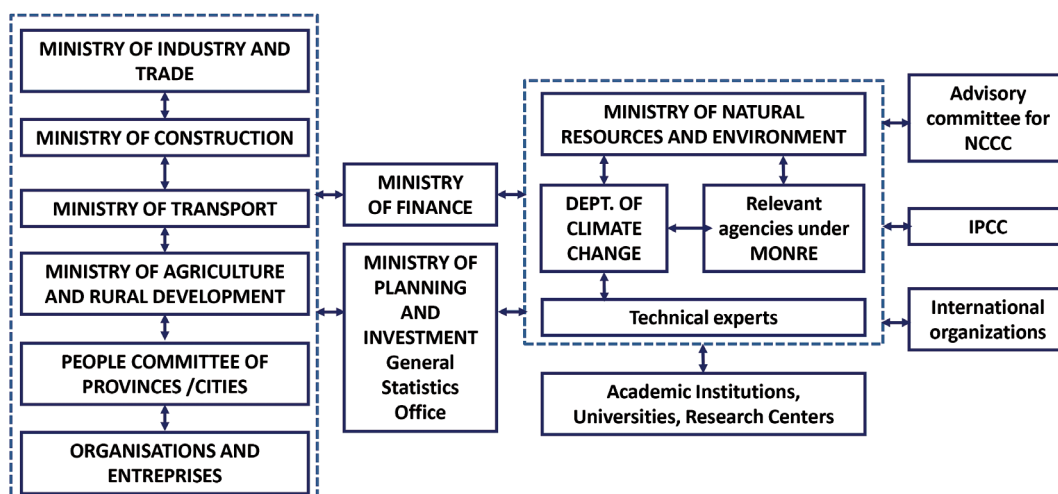 MINISTRY OF INDUSTRY AND
TRADE
MINISTRY OF CONSTRUCTION
MINISTRY OF TRANSPORT
MINISTRY OF AGRICULTURE
AND RURAL DEVELOPMENT
PEOPLE COMMITTEE OF
PROVINCES /CITIES
ORGANISATIONS AND
ENTREPRISES
MINISTRY
OF FINANCE
MINISTRY OF
PLANNING
AND
INVESTMENT
General
Statistics
Office
MINISTRY OF NATURAL
RESOURCES AND ENVIRONMENT
DEPT. OF
CLIMATE
CHANGE
Relevant
agencies under
MONRE
Technical experts
Academic Institutions,
Universities, Research Centers
Advisory
committee for
NCCC
IPCC
International
organizations